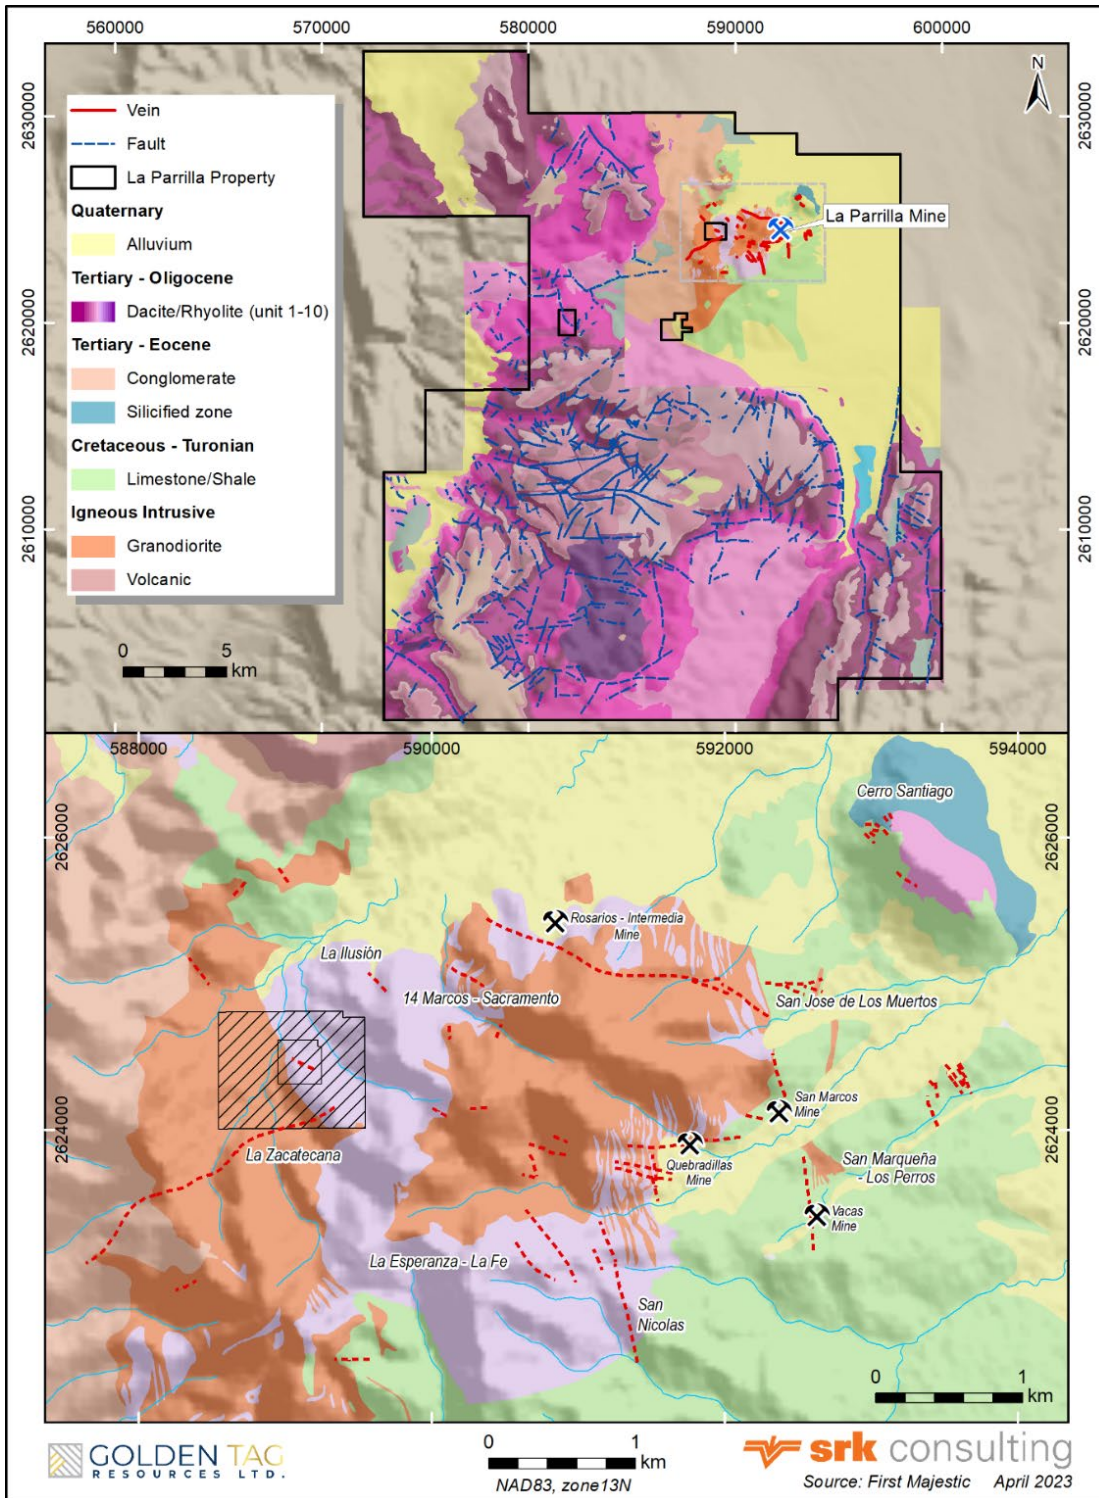 560000 570000 580000 590000 600000
N
2630000
2630000
Vein
Fault
La Parrilla Property
Quaternary
Alluvium
Tertiary - Oligocene
Dacite/Rhyolite (unit 1-10)
Tertiary - Eocene
Conglomerate
Silicified zone
Cretaceous - Turonian
Limestone/Shale
Igneous Intrusive
Granodiorite
Volcanic
La Parrilla Mine
2620000
2620000
2610000
2610000
0 5
km
588000 590000 592000 594000
Cerro Santiago
2626000
2626000
Rosarios - Intermedia
Mine
La Ilusión
14 Marcos - Sacramento
San Jose de Los Muertos
San Marcos
Mine
2624000
2624000
La Zacatecana
Quebradillas
Mine
San Marqueña
- Los Perros
Vacas
Mine
La Esperanza - La Fe
San
Nicolas
0 1
km
GOLDEN TAG
RESOURCES LTD.
0 1
km
NAD83, zone13N
srk consulting
Source: First Majestic April 2023